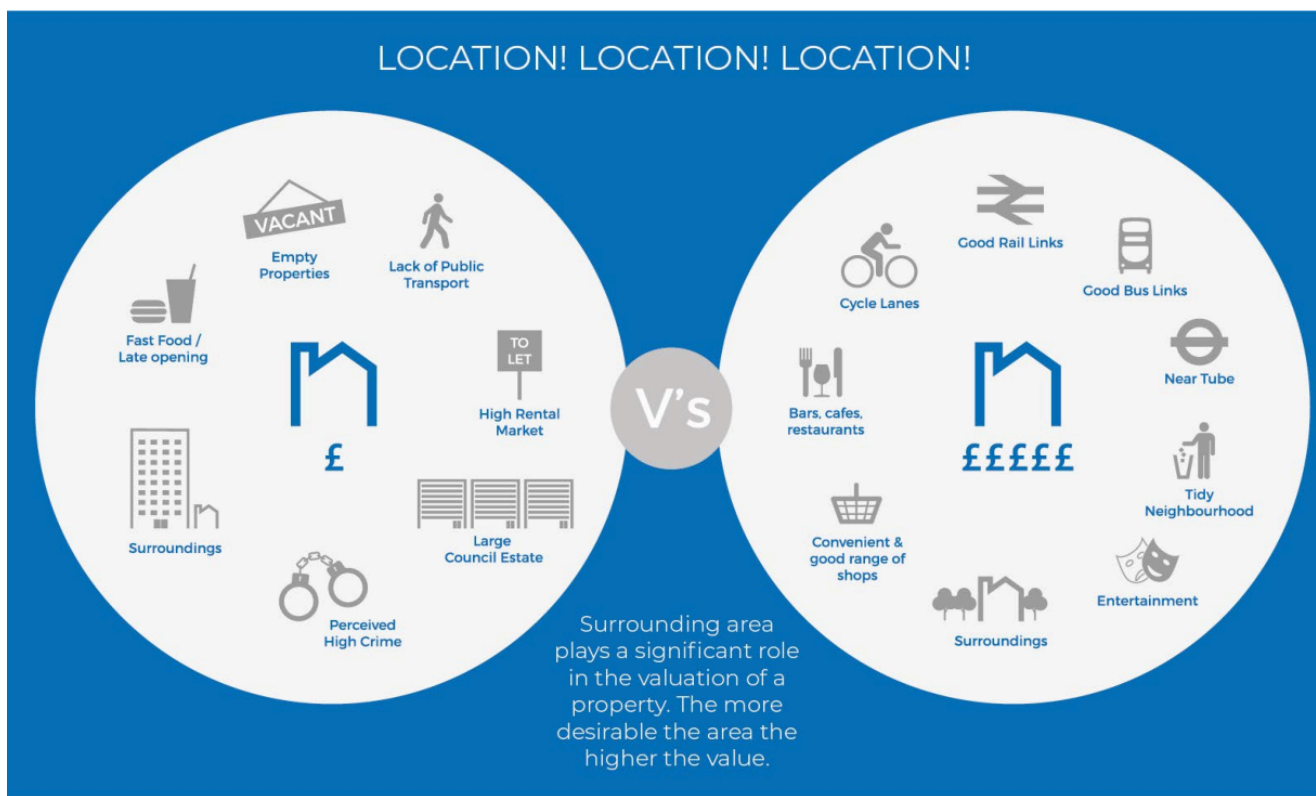 LOCATION! LOCATION! LOCATION!
VACANT
Empty
Properties
Lack of Public
Transport
Fast Food /
Late opening
TO
LET
High Rental
Market
£
Surroundings
Large
Council Estate
Perceived
High Crime
V's
Good Rail Links
Cycle Lanes
Good Bus Links
Near Tube
Bars, cafes,
restaurants
£££££
Tidy
Neighbourhood
Convenient &
good range of
shops
Entertainment
Surroundings
Surrounding area
plays a significant role
in the valuation of a
property. The more
desirable the area the
higher the value.